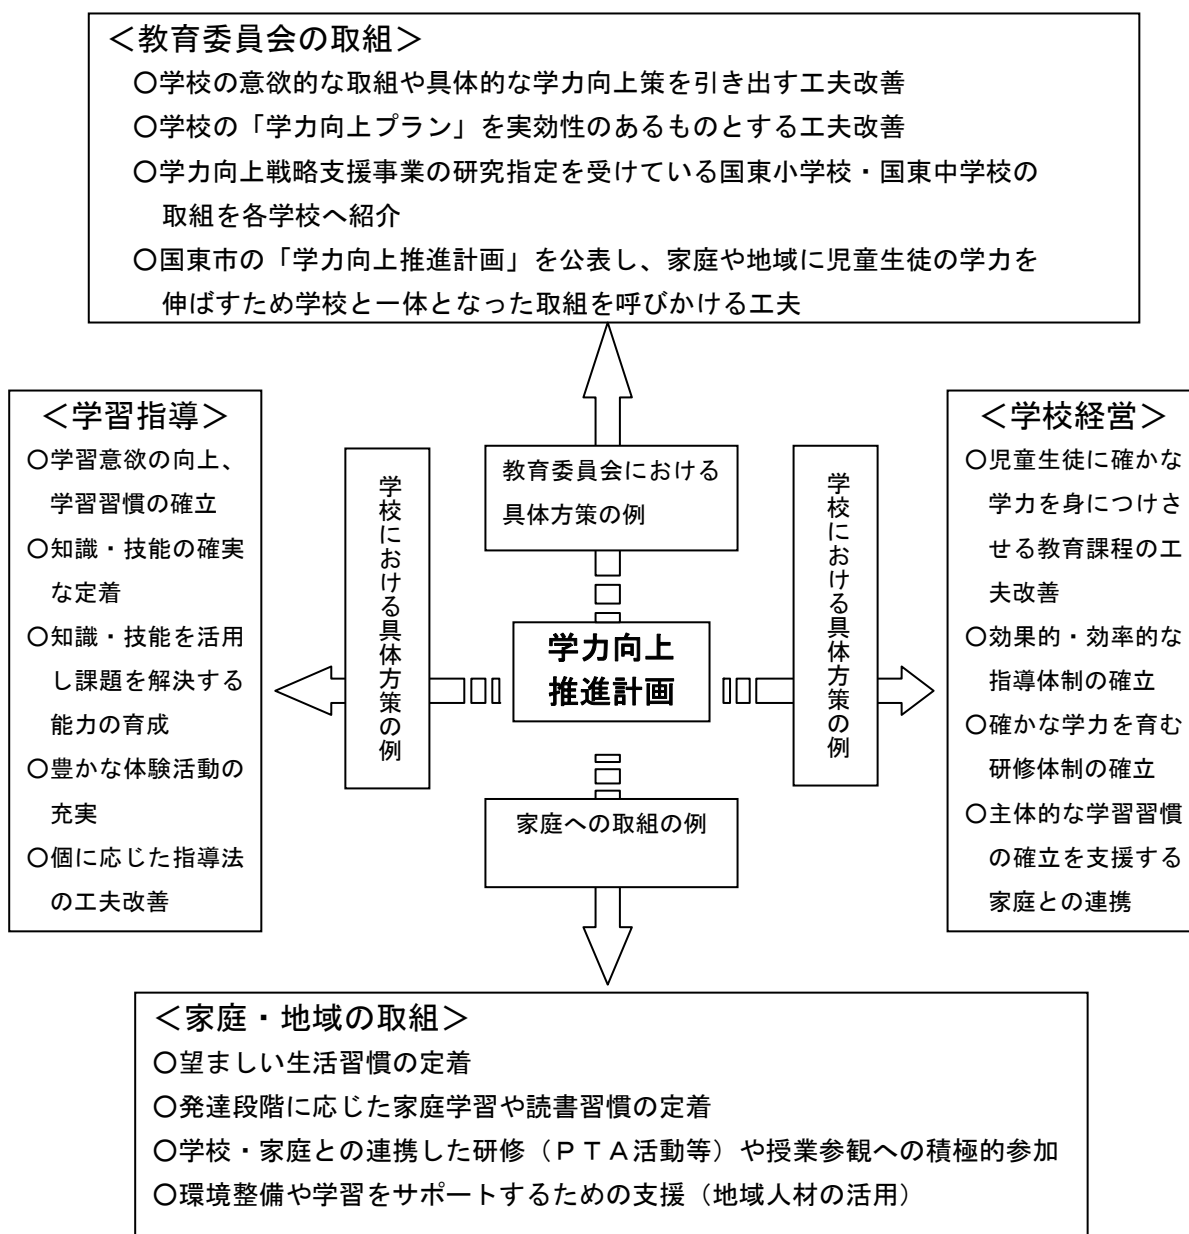 ＜教育委員会の取組＞
○学校の意欲的な取組や具体的な学力向上策を引き出す工夫改善
○学校の「学力向上プラン」を実効性のあるものとする工夫改善
○学力向上戦略支援事業の研究指定を受けている国東小学校・国東中学校の
取組を各学校へ紹介
○国東市の「学力向上推進計画」を公表し、家庭や地域に児童生徒の学力を
伸ばすため学校と一体となった取組を呼びかける工夫
＜学習指導＞
○学習意欲の向上、
学習習慣の確立
○知識・技能の確実
な定着
○知識・技能を活用
し課題を解決する
能力の育成
○豊かな体験活動の
充実
○個に応じた指導法
の工夫改善
学校における具体方策の例
教育委員会における
具体方策の例
学力向上
推進計画
家庭への取組の例
学校における具体方策の例
＜学校経営＞
○児童生徒に確かな
学力を身につけさ
せる教育課程の工
夫改善
○効果的・効率的な
指導体制の確立
○確かな学力を育む
研修体制の確立
○主体的な学習習慣
の確立を支援する
家庭との連携
＜家庭・地域の取組＞
○望ましい生活習慣の定着
○発達段階に応じた家庭学習や読書習慣の定着
○学校・家庭との連携した研修（ＰＴＡ活動等）や授業参観への積極的参加
○環境整備や学習をサポートするための支援（地域人材の活用）